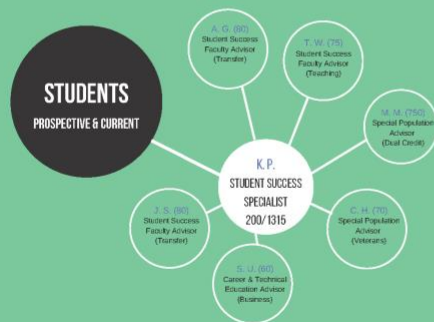 STUDENTS
PROSPECTIVE & CURRENT
A. G. (60)
Student Success
Faculty Advisor
(Transfer)
T. W. (75)
Student Success
Faculty Advisor
(Teaching)
M. M. (750)
Special Population
Advisor
(Dual Credit)
K.P.
STUDENT SUCCESS
SPECIALIST
200/1315
C. H. (70)
Special Population
Advisor
(Veterans)
J. S. (60)
Student Success
Faculty Advisor
(Transfer)
S. U. (60)
Career & Technical
Education Advisor
(Business)